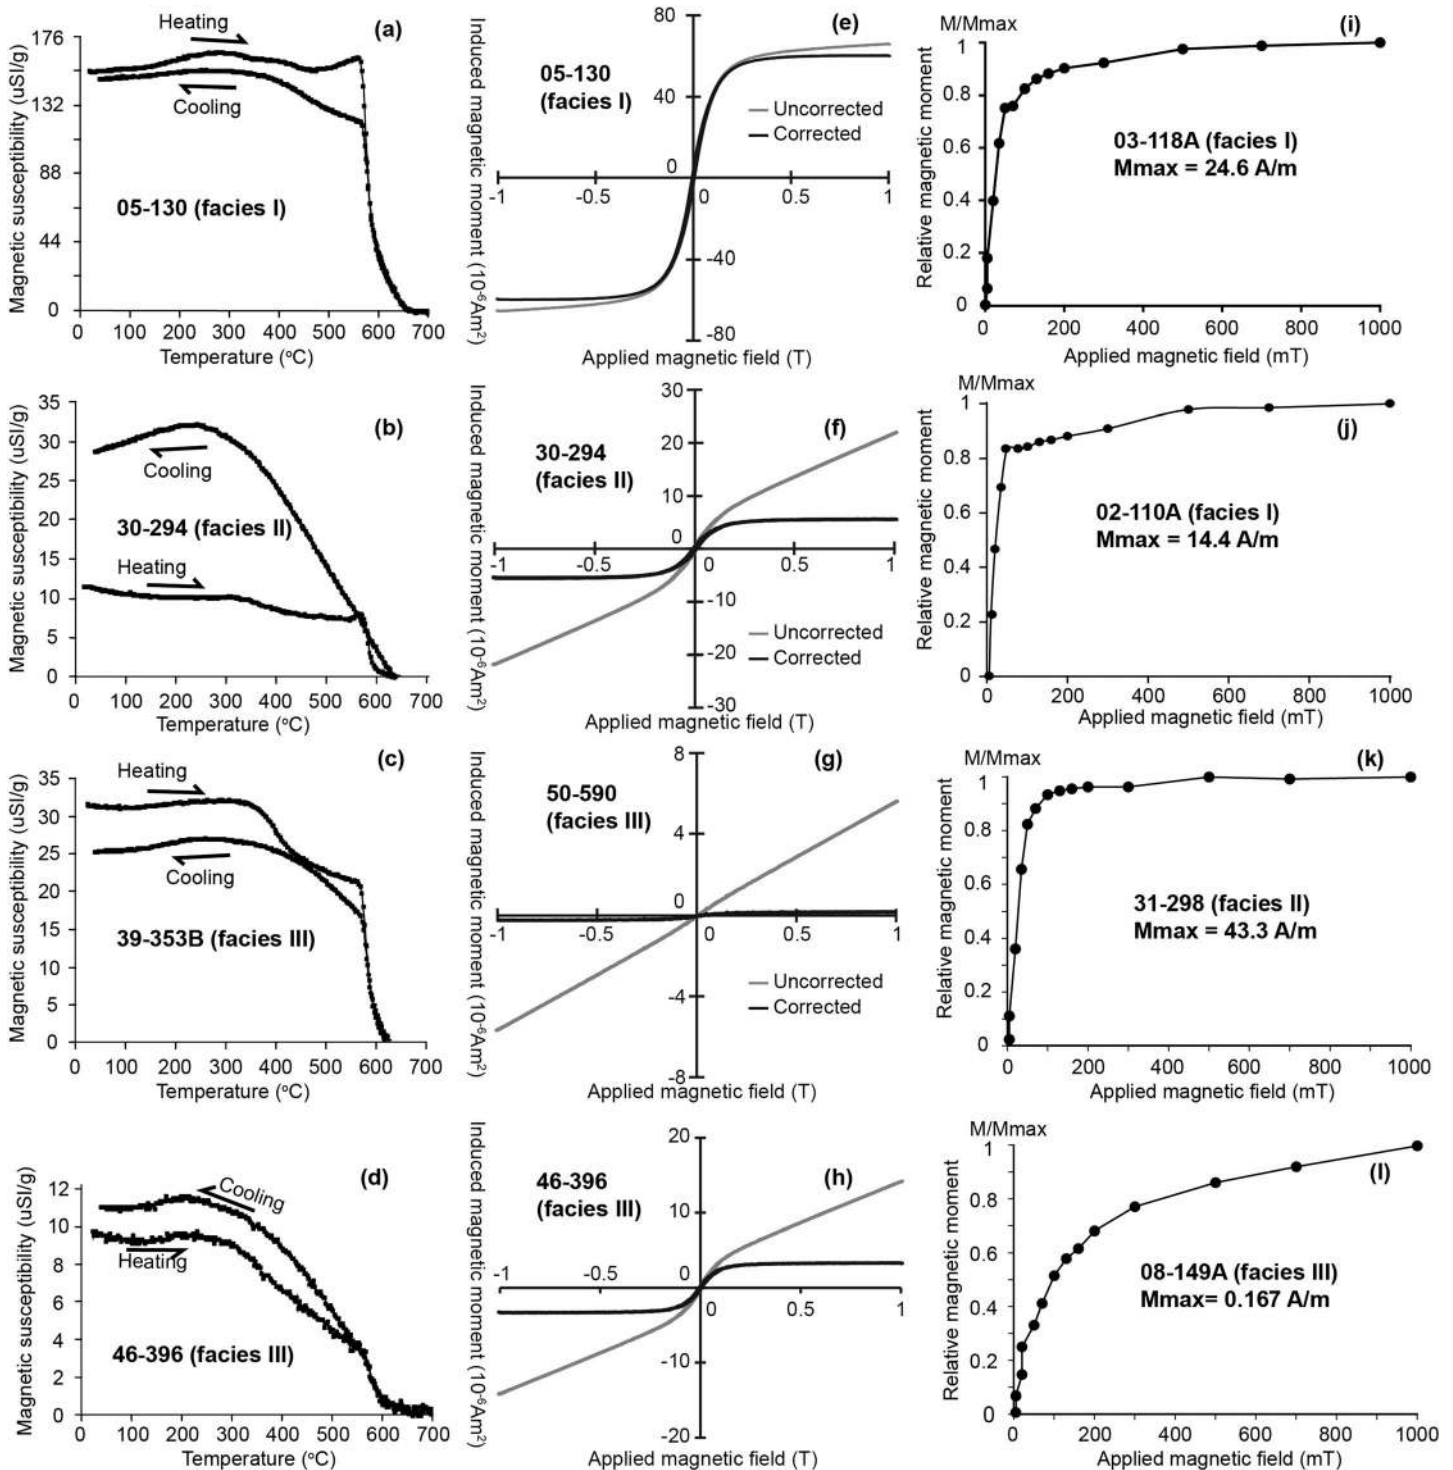 (a)
Magnetic susceptibility (uSI/g)
176
132
88
44
0
Heating
Cooling
05-130 (facies I)
0 100 200 300 400 500 600 700
Temperature (°C)
(e)
Induced magnetic moment (10-6Am2)
80
40
0
-40
-80
05-130
(facies I)
Uncorrected
Corrected
-1 -0.5 0 0.5 1
Applied magnetic field (T)
M/Mmax
(i)
Relative magnetic moment
1
0.8
0.6
0.4
0.2
0
03-118A (facies I)
Mmax = 24.6 A/m
0 200 400 600 800 1000
Applied magnetic field (mT)
(b)
Magnetic susceptibility (uSI/g)
35
30
25
20
15
10
5
0
Cooling
30-294 (facies II)
Heating
0 100 200 300 400 500 600 700
Temperature (°C)
(f)
Induced magnetic moment (10-6Am2)
30
20
10
0
-10
-20
-30
30-294
(facies II)
-1 -0.5 0 0.5 1
Uncorrected
Corrected
Applied magnetic field (T)
M/Mmax
(j)
Relative magnetic moment
1
0.8
0.6
0.4
0.2
0
02-110A (facies I)
Mmax = 14.4 A/m
0 200 400 600 800 1000
Applied magnetic field (mT)
(c)
Magnetic susceptibility (uSI/g)
35
30
25
20
15
10
5
0
Heating
Cooling
39-353B (facies III)
0 100 200 300 400 500 600 700
Temperature (°C)
(g)
Induced magnetic moment (10-6Am2)
8
4
0
-4
-8
50-590
(facies III)
-1 -0.5 0 0.5 1
Uncorrected
Corrected
Applied magnetic field (T)
M/Mmax
(k)
Relative magnetic moment
1
0.8
0.6
0.4
0.2
0
31-298 (facies II)
Mmax = 43.3 A/m
0 200 400 600 800 1000
Applied magnetic field (mT)
(d)
Magnetic susceptibility (uSI/g)
12
10
8
6
4
2
0
Cooling
Heating
46-396 (facies III)
0 100 200 300 400 500 600 700
Temperature (°C)
(h)
Induced magnetic moment (10-6Am2)
20
10
0
-10
-20
46-396
(facies III)
-1 -0.5 0 0.5 1
Applied magnetic field (T)
M/Mmax
(l)
Relative magnetic moment
1
0.8
0.6
0.4
0.2
0
08-149A (facies III)
Mmax= 0.167 A/m
0 200 400 600 800 1000
Applied magnetic field (mT)